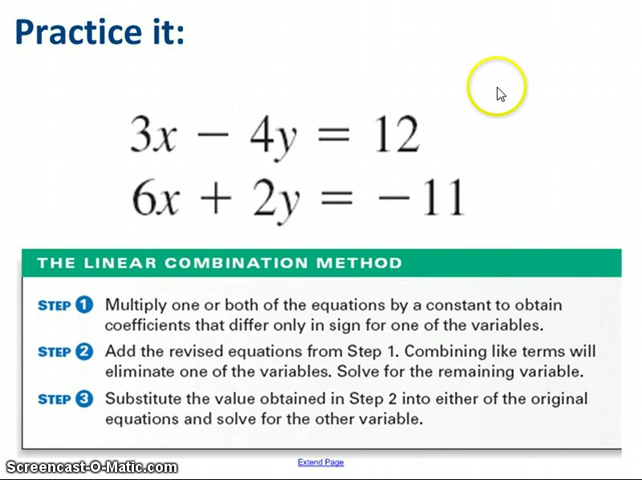 Practice it:
3x − 4y = 12
6x + 2y = −11
THE LINEAR COMBINATION METHOD
STEP 1 Multiply one or both of the equations by a constant to obtain
coefficients that differ only in sign for one of the variables.
STEP 2 Add the revised equations from Step 1. Combining like terms will
eliminate one of the variables. Solve for the remaining variable.
STEP 3 Substitute the value obtained in Step 2 into either of the original
equations and solve for the other variable.
Extend Page
Screencast-O-Matic.com